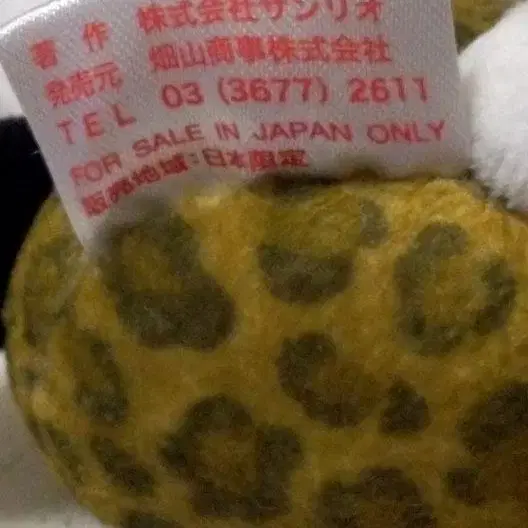 著作 株式会社サンリオ
発売元 畑山商事株式会社
TEL 03 (3677) 2611
FOR SALE IN JAPAN ONLY
販売地域:日本限定